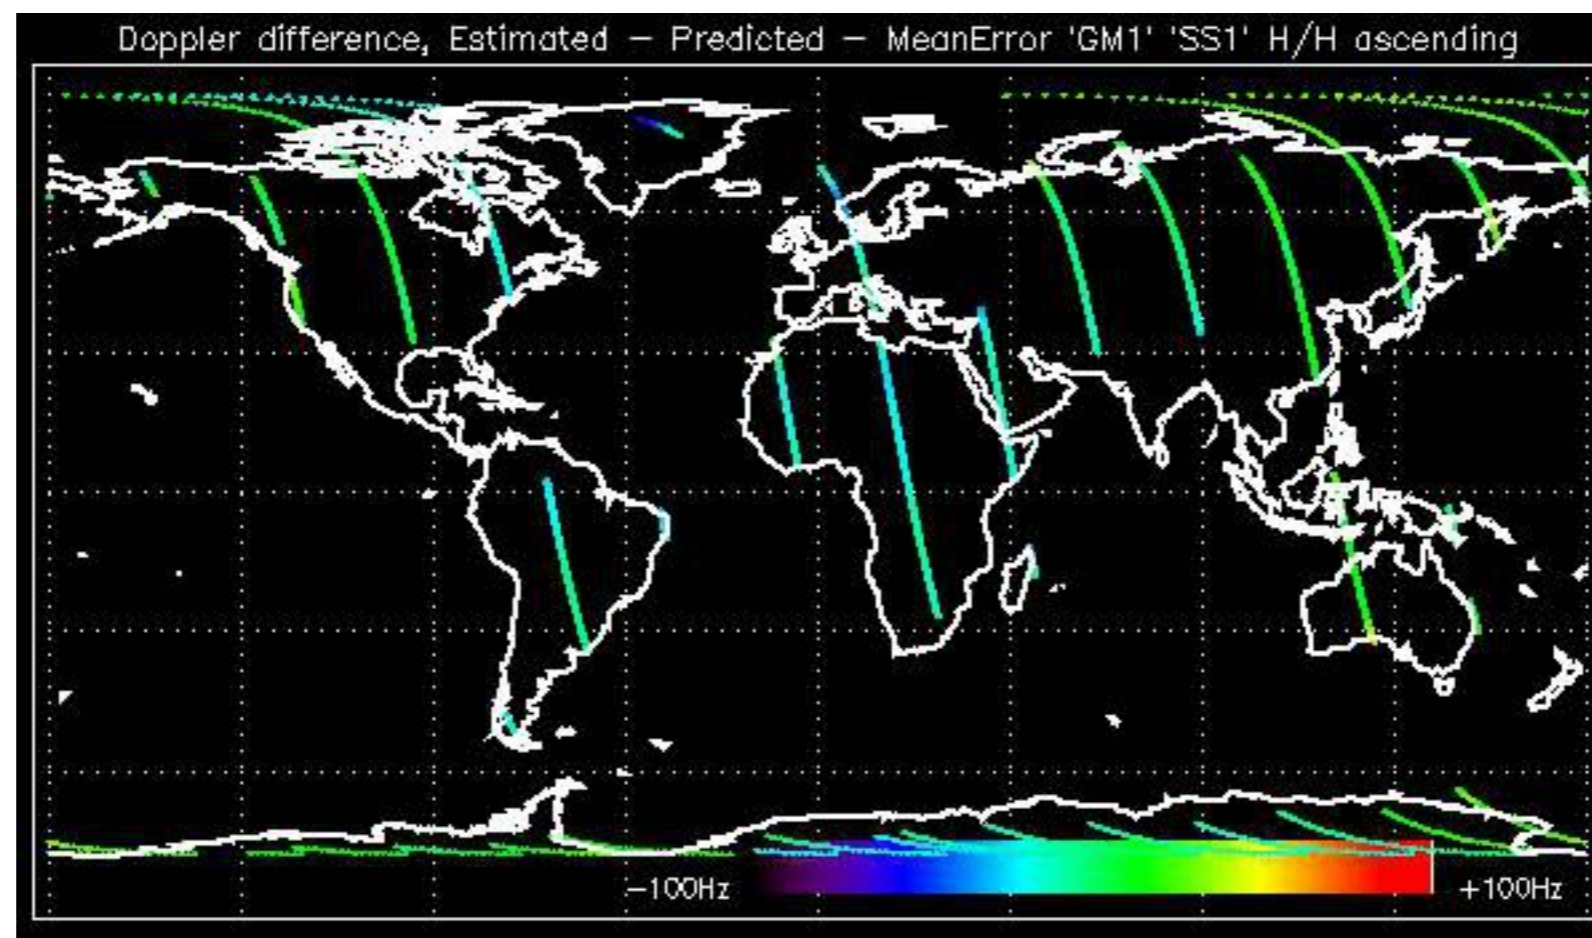 Doppler difference, Estimated – Predicted – MeanError 'GM1' 'SS1' H/H ascending
–100Hz
+100Hz